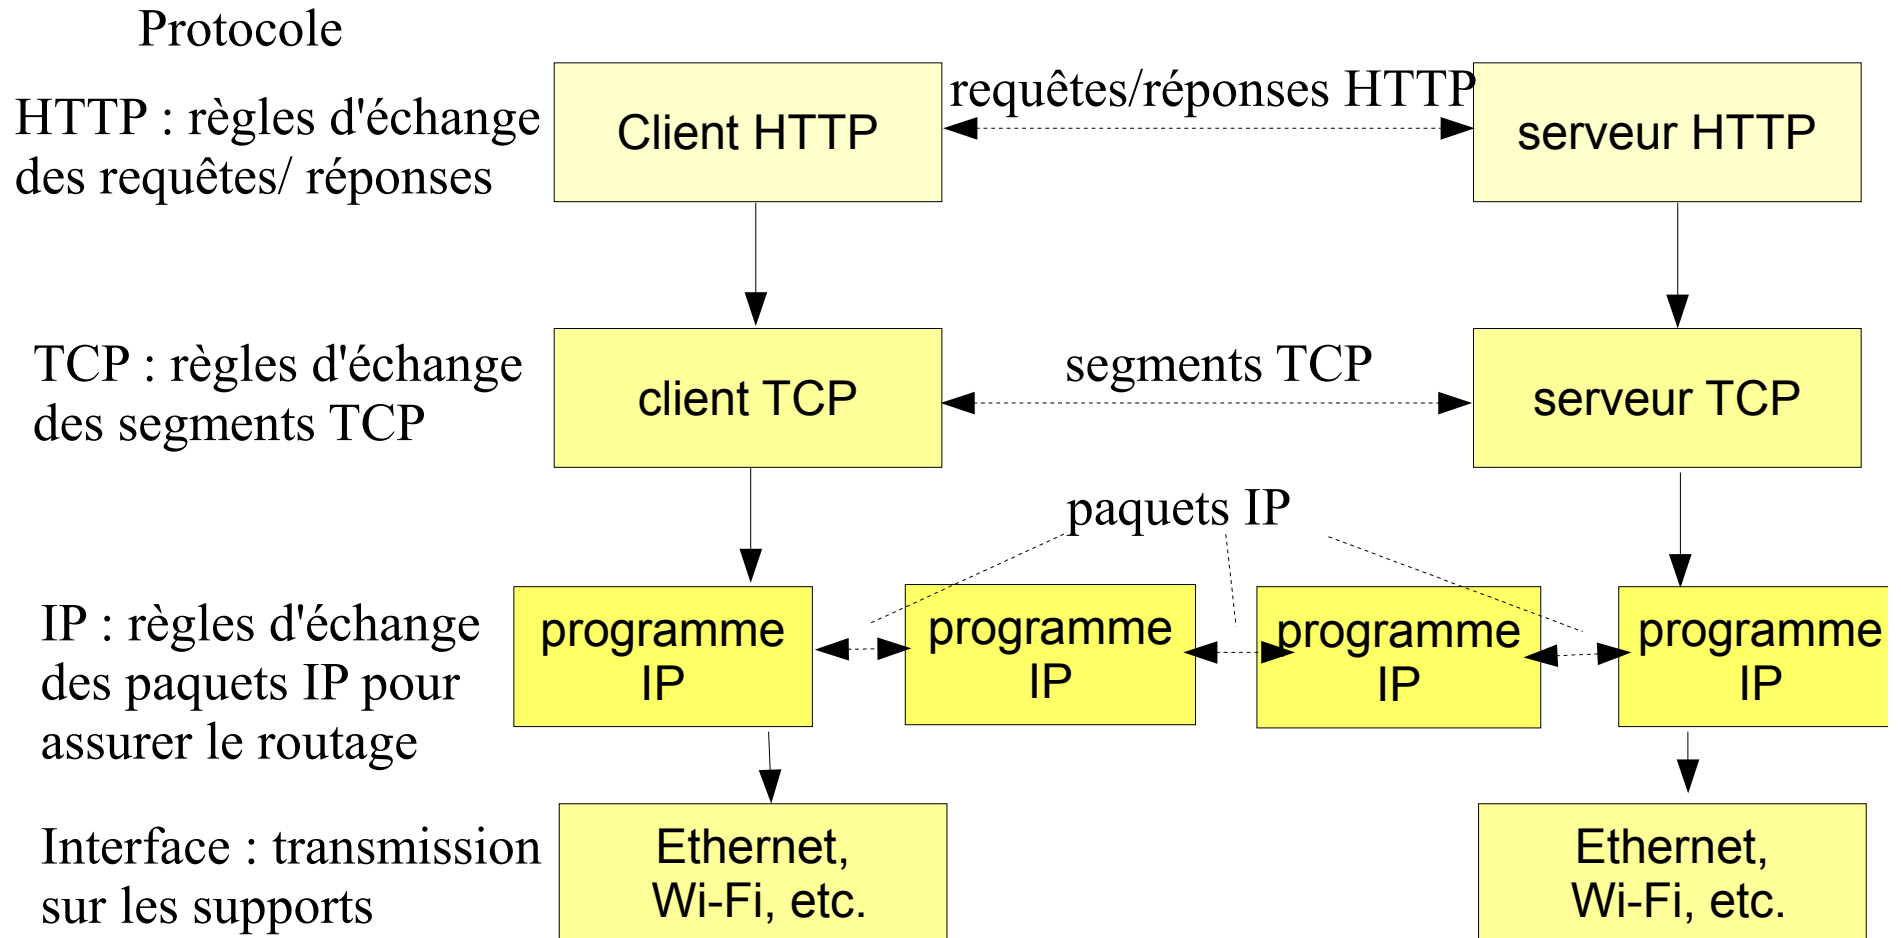 Protocole
HTTP : règles d'échange
des requêtes/ réponses
Client HTTP
requêtes/réponses HTTP
serveur HTTP
TCP : règles d'échange
des segments TCP
client TCP
segments TCP
serveur TCP
paquets IP
IP : règles d'échange
des paquets IP pour
assurer le routage
programme
IP
programme
IP
programme
IP
programme
IP
Interface : transmission
sur les supports
Ethernet,
Wi-Fi, etc.
Ethernet,
Wi-Fi, etc.